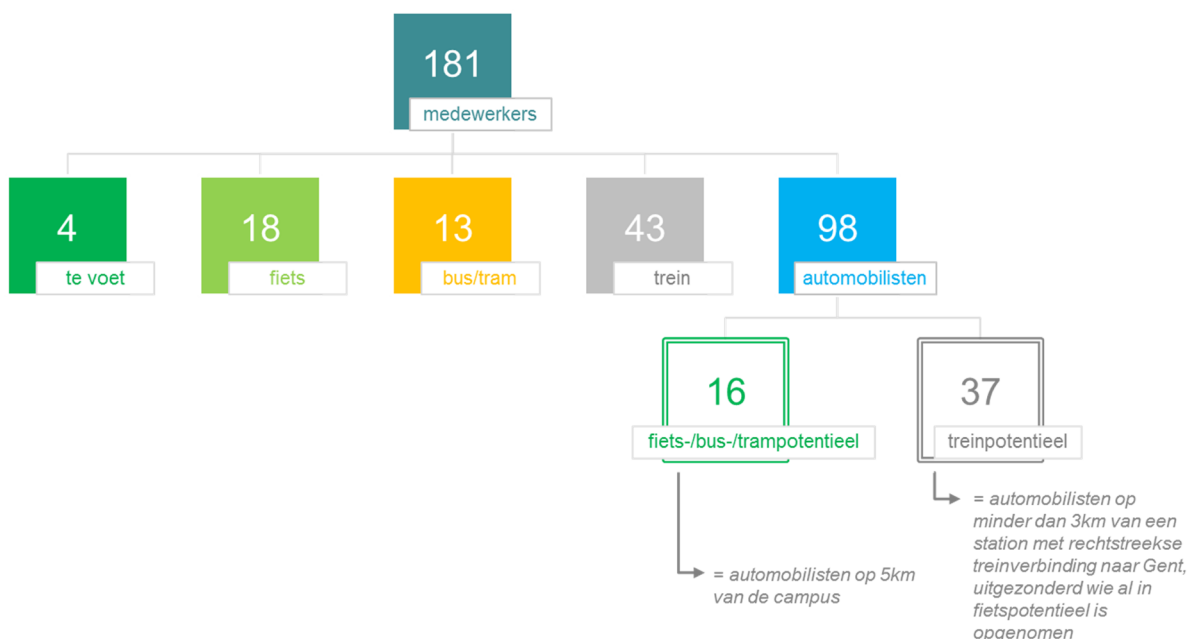 181
medewerkers
4
te voet
18
fiets
13
bus/tram
43
trein
98
automobilisten
16
fiets-/bus-/trampotentieel
37
treinpotentieel
= automobilisten op 5km
van de campus
= automobilisten op
minder dan 3km van een
station met rechtstreekse
treinverbinding naar Gent,
uitgezonderd wie al in
fietspotentieel is
opgenomen